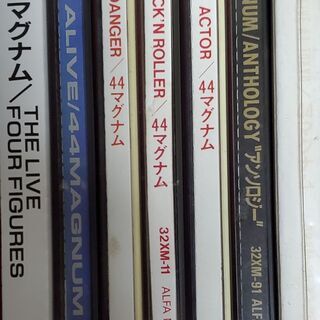 マグナム/THE LIVE
FOUR FIGURES
ALIVE/44MAGNUM
DANGER/44マグナム
CK'N ROLLER/44マグナム
32XM-11 ALFA
ACTOR/44マグナム
NUM/ANTHOLOGY"アンソロジー"
32XM-91 ALF